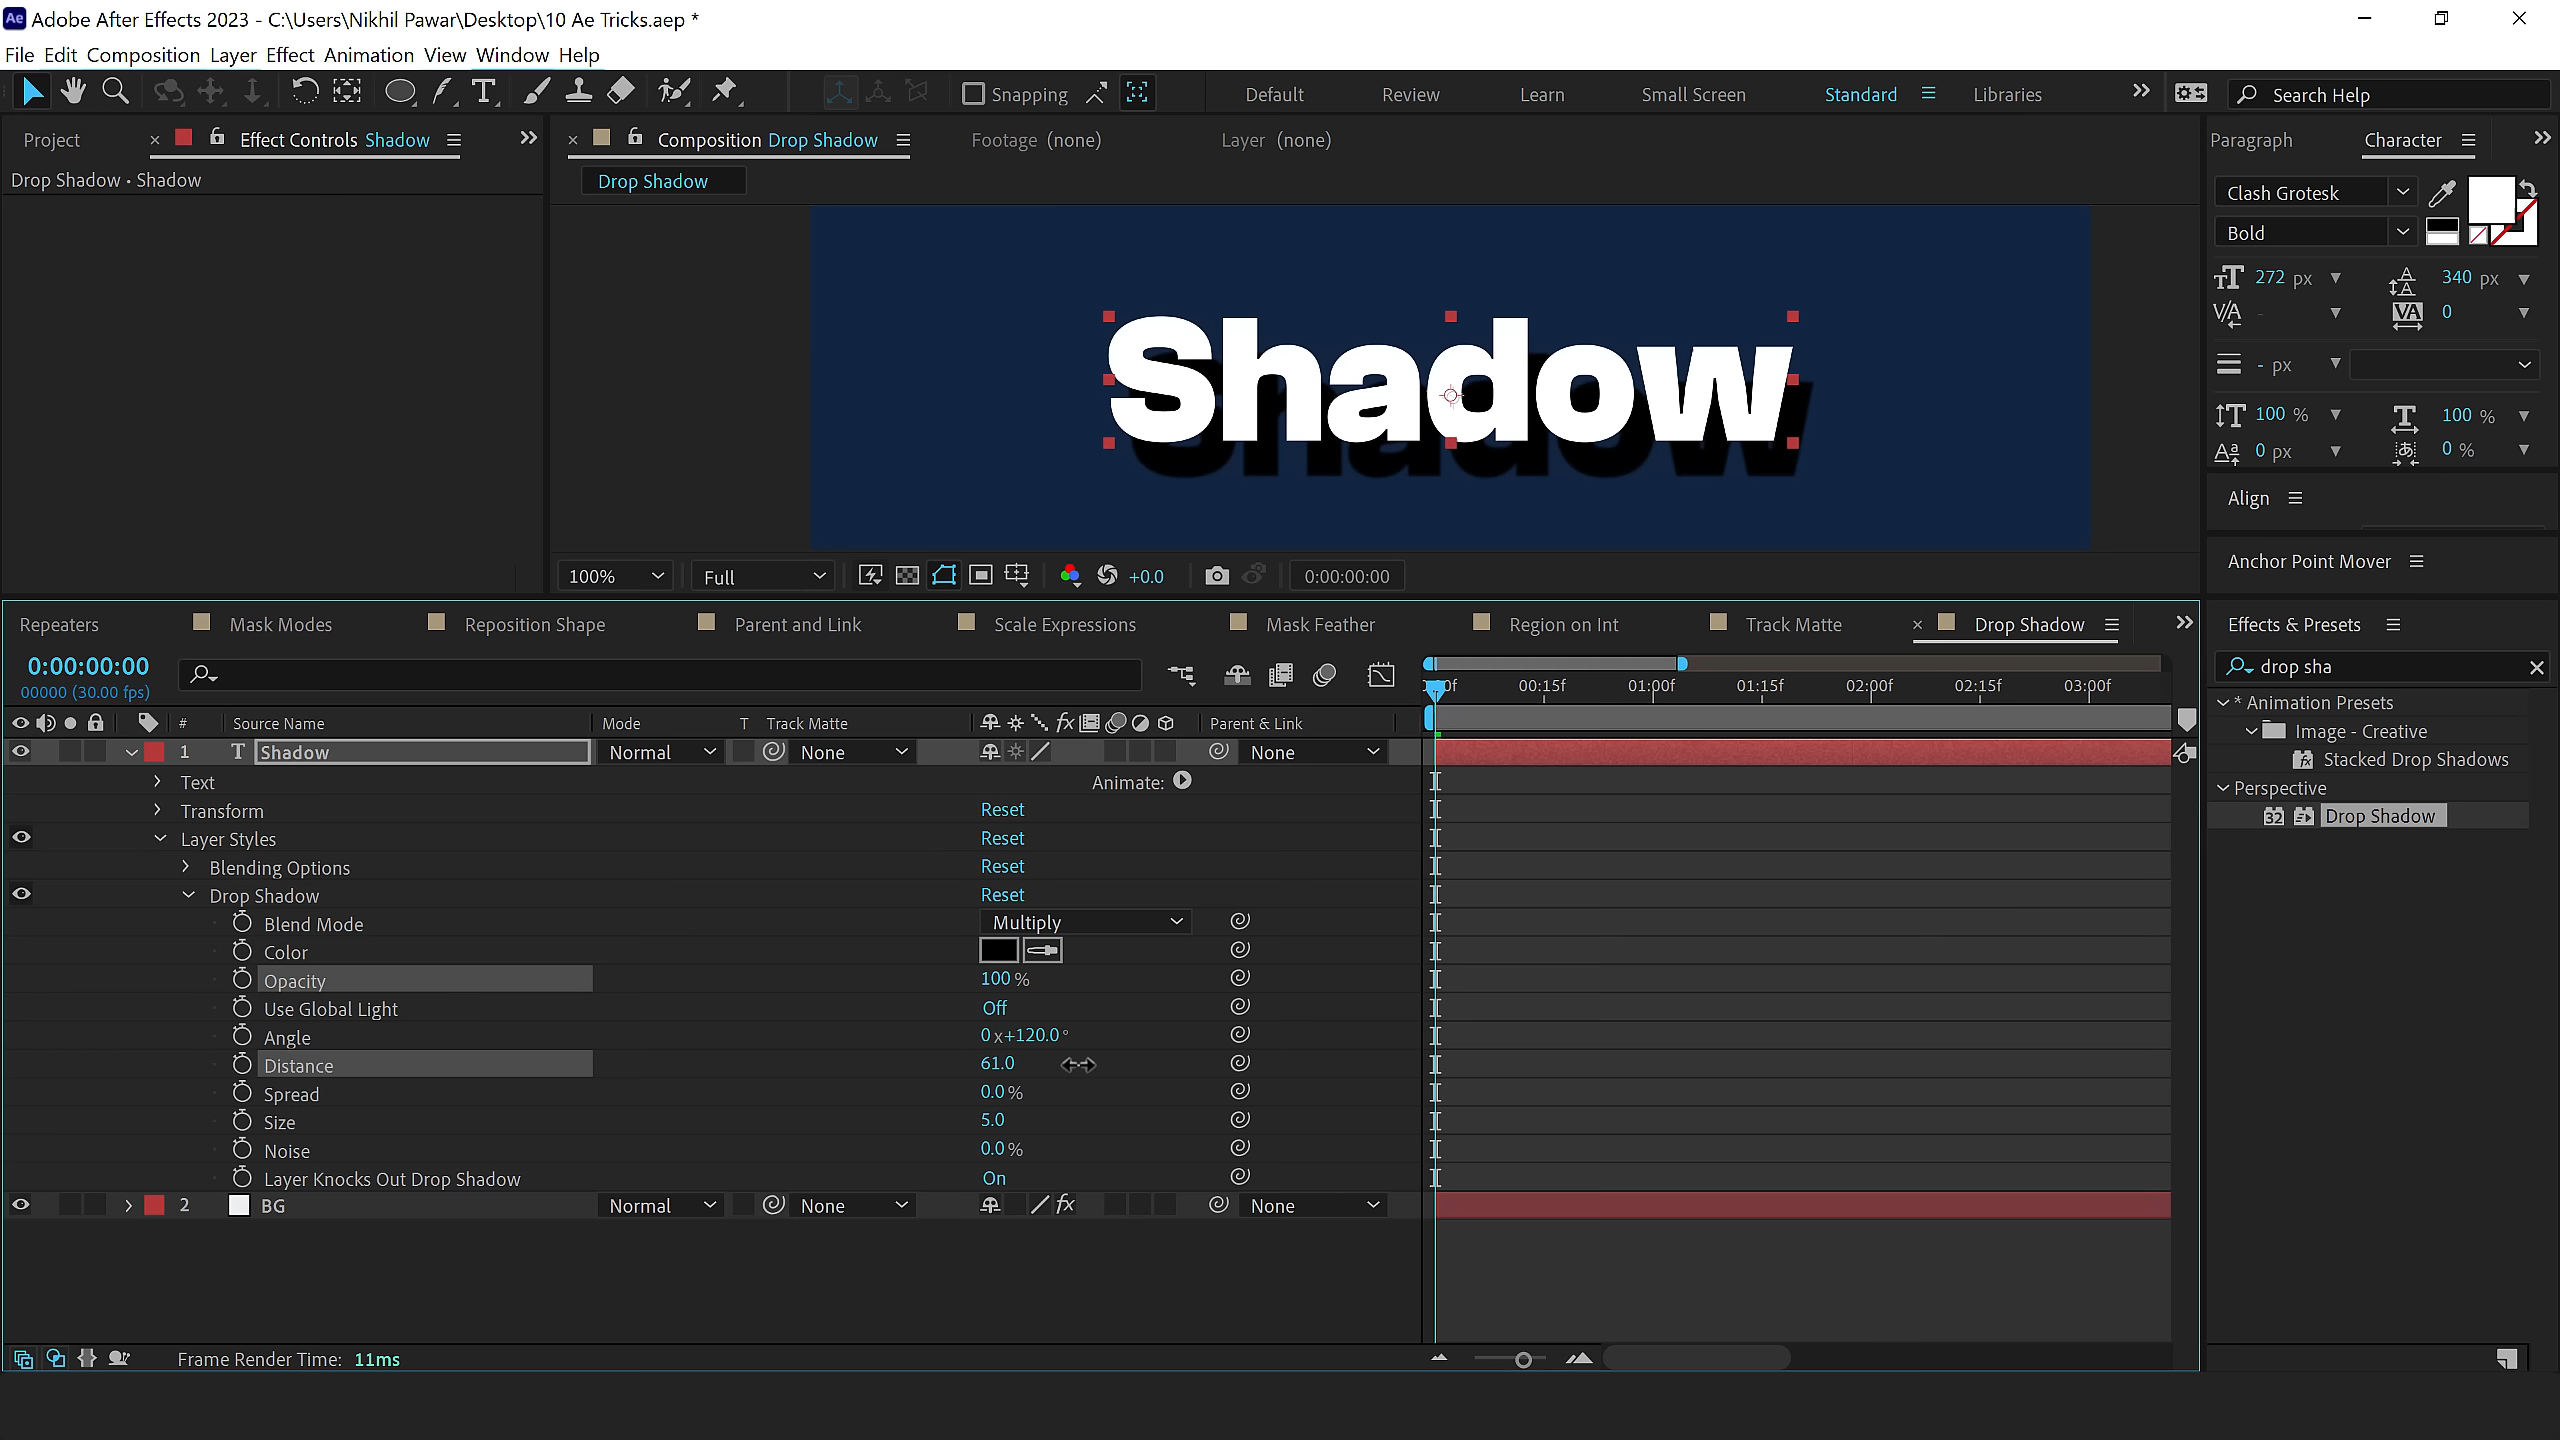 Adobe After Effects 2023 - C:\Users\Nikhil Pawar\Desktop\10 Ae Tricks.aep *
File Edit Composition Layer Effect Animation View Window Help
Snapping
Default Review Learn Small Screen Standard Libraries
Search Help
Project
Effect Controls Shadow
Composition Drop Shadow
Footage (none)
Layer (none)
Paragraph
Character
Drop Shadow • Shadow
Drop Shadow
Clash Grotesk
Bold
272 px
340 px
0
- px
100 %
100 %
0 px
0 %
Align
Anchor Point Mover
Shadow
100%
Full
+0.0
0:00:00:00
Repeaters
Mask Modes
Reposition Shape
Parent and Link
Scale Expressions
Mask Feather
Region on Int
Track Matte
Drop Shadow
Effects & Presets
drop sha
* Animation Presets
Image - Creative
Stacked Drop Shadows
Perspective
32 Drop Shadow
0:00:00:00
00000 (30.00 fps)
00:15f 01:00f 01:15f 02:00f 02:15f 03:00f
# Source Name Mode T Track Matte fx Parent & Link
1 T Shadow Normal None None
Text Animate:
Transform Reset
Layer Styles Reset
Blending Options Reset
Drop Shadow Reset
Blend Mode Multiply
Color
Opacity 100 %
Use Global Light Off
Angle 0x+120.0°
Distance 61.0
Spread 0.0 %
Size 5.0
Noise 0.0 %
Layer Knocks Out Drop Shadow On
2 BG Normal None fx None
Frame Render Time: 11ms